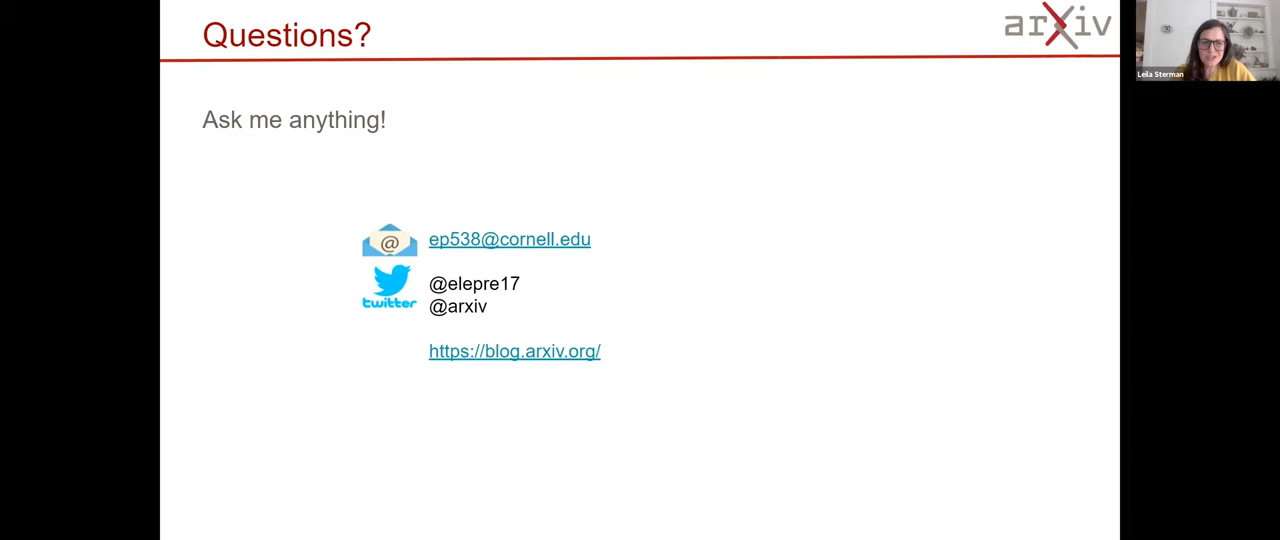 Questions?
arXiv
Leila Sterman
Ask me anything!
@
ep538@cornell.edu
twitter
@elepre17
@arxiv
https://blog.arxiv.org/